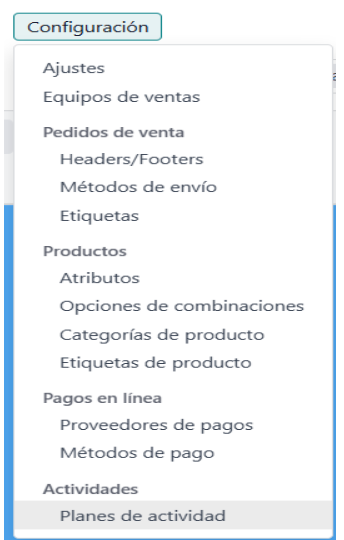 Configuración
Ajustes
Equipos de ventas
Pedidos de venta
Headers/Footers
Métodos de envío
Etiquetas
Productos
Atributos
Opciones de combinaciones
Categorías de producto
Etiquetas de producto
Pagos en línea
Proveedores de pagos
Métodos de pago
Actividades
Planes de actividad